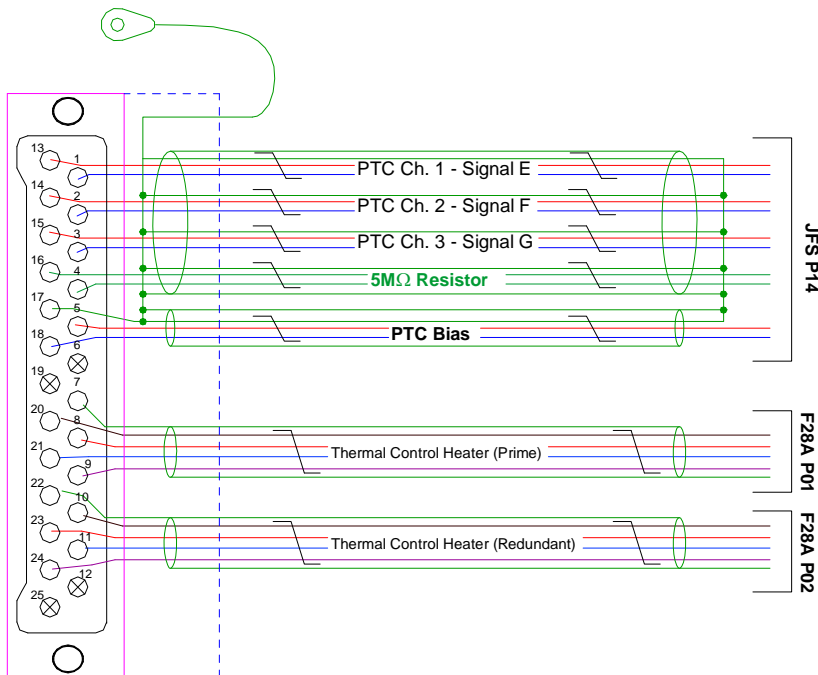 13
1
PTC Ch. 1 - Signal E
14
2
PTC Ch. 2 - Signal F
15
3
PTC Ch. 3 - Signal G
16
4
5MΩ Resistor
17
5
18
PTC Bias
6
19
JFS P14
7
20
8
21
Thermal Control Heater (Prime)
9
F28A P01
22
10
23
11
Thermal Control Heater (Redundant)
24
12
25
F28A P02